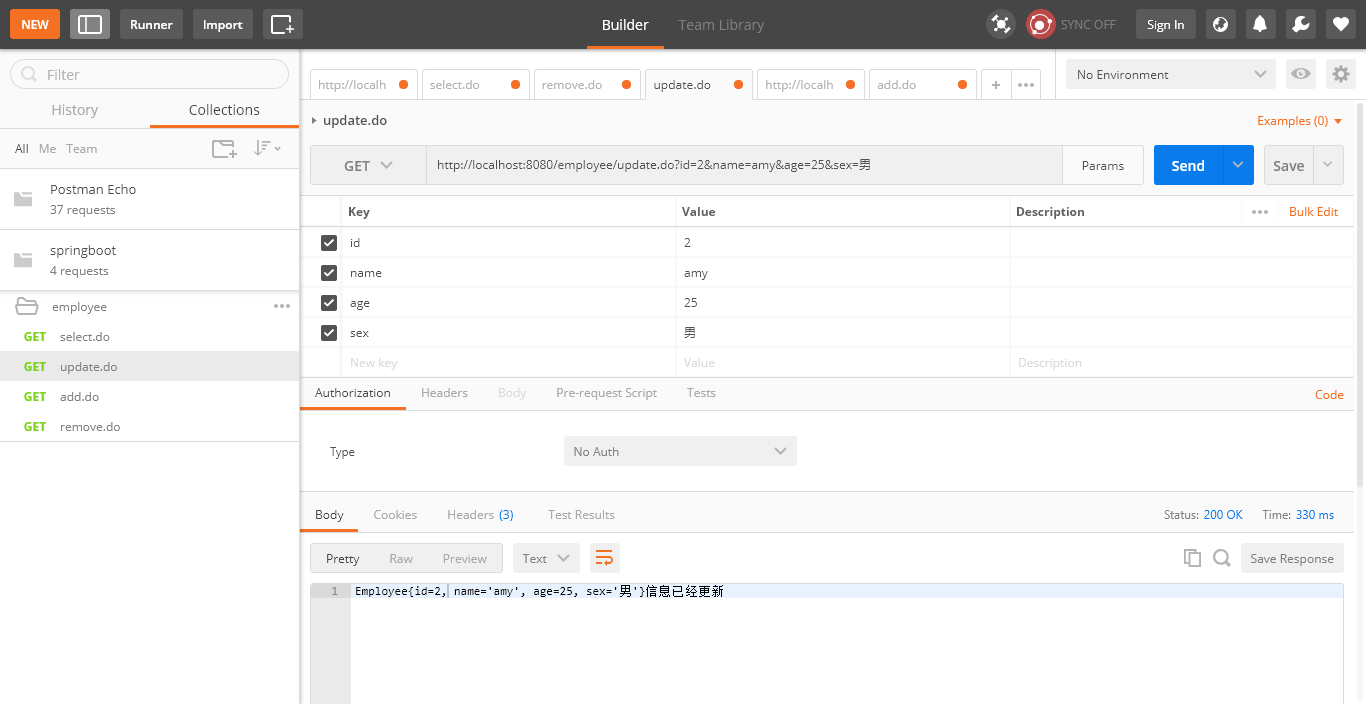 NEW Runner Import Builder Team Library SYNC OFF Sign In
Filter
History Collections
All Me Team
Postman Echo
37 requests
springboot
4 requests
employee
GET select.do
GET update.do
GET add.do
GET remove.do
http://localh select.do remove.do update.do http://localh add.do + ••• No Environment
update.do Examples (0)
GET http://localhost:8080/employee/update.do?id=2&name=amy&age=25&sex=男 Params Send Save
Key Value Description ••• Bulk Edit
id 2
name amy
age 25
sex 男
New key Value Description
Authorization Headers Body Pre-request Script Tests Code
Type No Auth
Body Cookies Headers (3) Test Results Status: 200 OK Time: 330 ms
Pretty Raw Preview Text Save Response
1 Employee{id=2, name='amy', age=25, sex='男'}信息已经更新